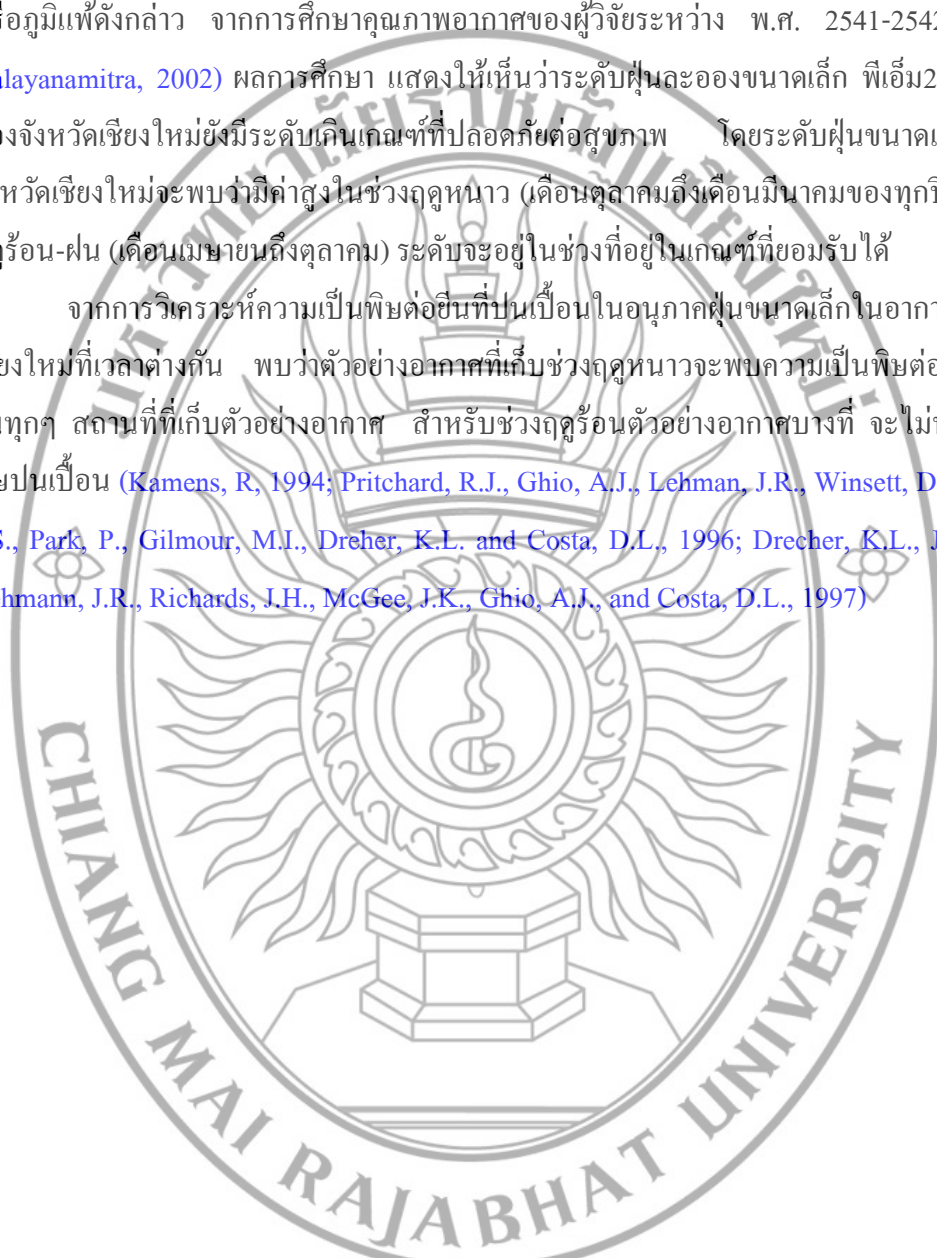 รือภูมิแพ้ดังกล่าว จากการศึกษาคุณภาพอากาศของผู้วิจัยระหว่าง พ.ศ. 2541-2542
alayanamitra, 2002) ผลการศึกษา แสดงให้เห็นว่าระดับฝุ่นละอองขนาดเล็ก พีเอ็ม2
องจังหวัดเชียงใหม่ยังมีระดับเกินเกณฑ์ที่ปลอดภัยต่อสุขภาพ โดยระดับฝุ่นขนาดเ
ังหวัดเชียงใหม่จะพบว่ามีค่าสูงในช่วงฤดูหนาว (เดือนตุลาคมถึงเดือนมีนาคมของทุกปี
ดูร้อน-ฝน (เดือนเมษายนถึงตุลาคม) ระดับจะอยู่ในช่วงที่อยู่ในเกณฑ์ที่ยอมรับได้
จากการวิเคราะห์ความเป็นพิษต่อยีนที่ปนเปื้อนในอนุภาคฝุ่นขนาดเล็กในอากา
ยงใหม่ที่เวลาต่างกัน พบว่าตัวอย่างอากาศที่เก็บช่วงฤดูหนาวจะพบความเป็นพิษต่อ
นทุกๆ สถานที่ที่เก็บตัวอย่างอากาศ สำหรับช่วงฤดูร้อนตัวอย่างอากาศบางที่ จะไม่
ษปนเปื้อน (Kamens, R, 1994; Pritchard, R.J., Ghio, A.J., Lehman, J.R., Winsett, D
S., Park, P., Gilmour, M.I., Dreher, K.L. and Costa, D.L., 1996; Drecher, K.L., J
hmann, J.R., Richards, J.H., McGee, J.K., Ghio, A.J., and Costa, D.L., 1997)
มหาวิทยาลัยราชภัฏเชียงใหม่
CHIANG MAI RAJABHAT UNIVERSITY